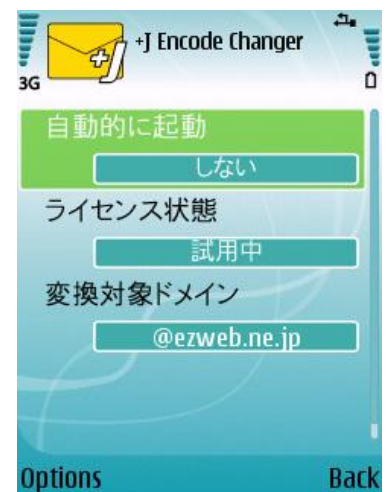 +J Encode Changer
+J
3G
自動的に起動
しない
ライセンス状態
試用中
変換対象ドメイン
@ezweb.ne.jp
Options Back